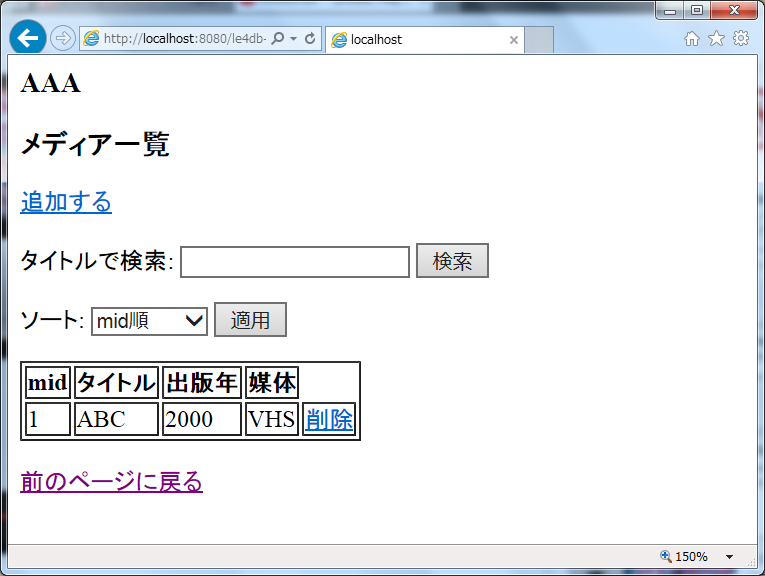 http://localhost:8080/le4db-
localhost
AAA
メディア一覧
追加する
タイトルで検索: 検索
ソート: mid順 適用
mid タイトル 出版年 媒体
1 ABC 2000 VHS 削除
前のページに戻る
150%